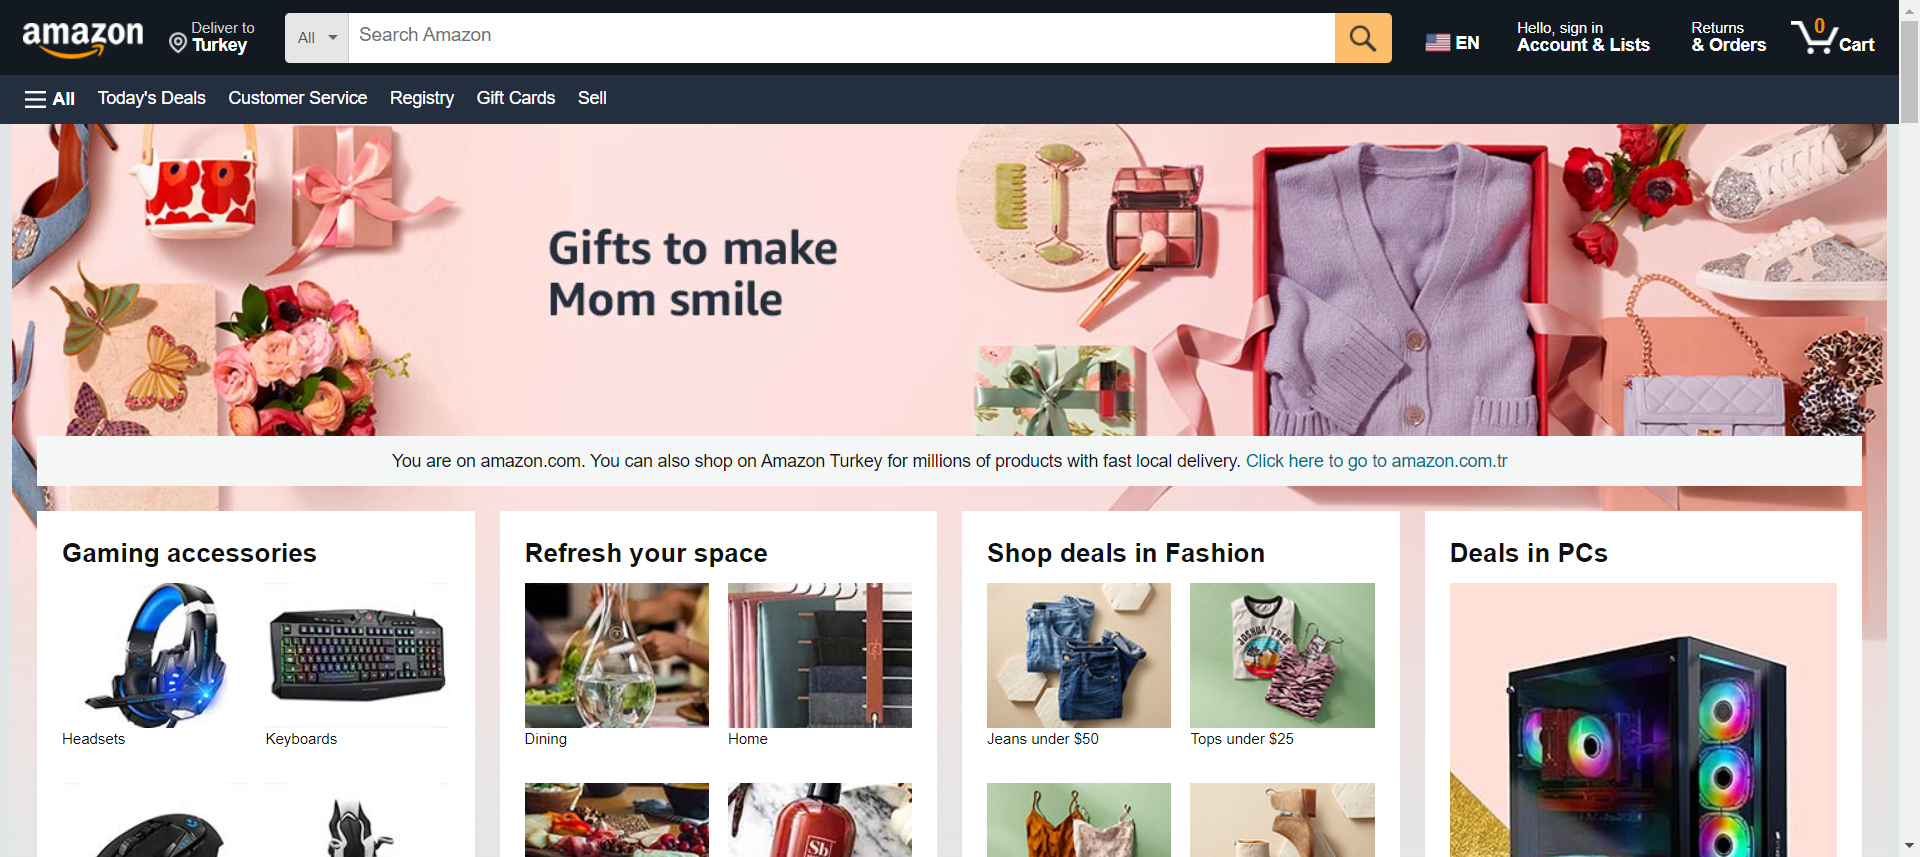 amazon
Deliver to
Turkey
All
Search Amazon
EN
Hello, sign in
Account & Lists
Returns
& Orders
0
Cart
All
Today's Deals
Customer Service
Registry
Gift Cards
Sell
Gifts to make
Mom smile
You are on amazon.com. You can also shop on Amazon Turkey for millions of products with fast local delivery. Click here to go to amazon.com.tr
Gaming accessories
Refresh your space
Shop deals in Fashion
Deals in PCs
JOSHUA TREE
Headsets
Keyboards
Dining
Home
Jeans under $50
Tops under $25
Sb